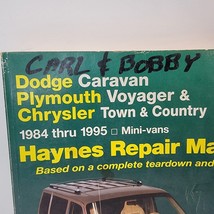 CARL & BOBBY
Dodge Caravan
Plymouth Voyager &
Chrysler Town & Country
1984 thru 1995 □ Mini-vans
Haynes Repair Ma
Based on a complete teardown and